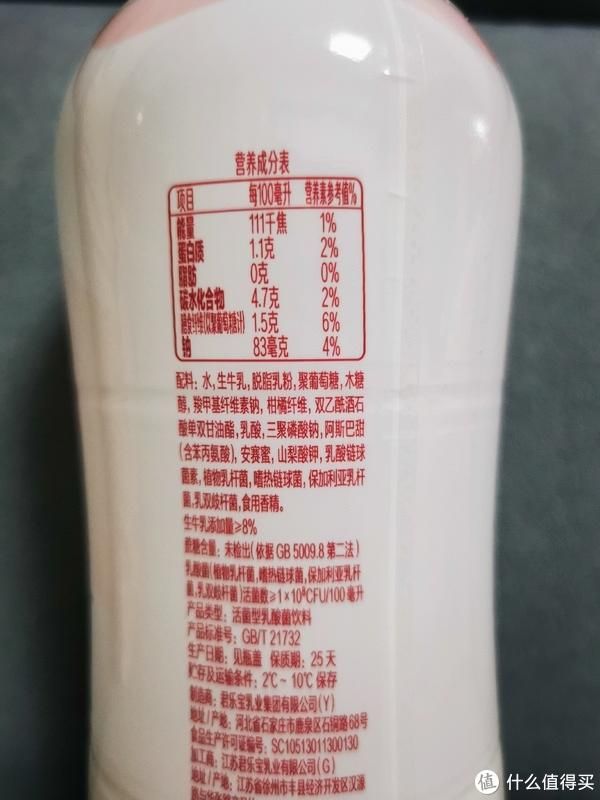 营养成分表
项目 每100毫升 营养素参考值%
能量 111千焦 1%
蛋白质 1.1克 2%
脂肪 0克 0%
碳水化合物 4.7克 2%
膳食纤维(以聚葡萄糖计) 1.5克 6%
钠 83毫克 4%
配料：水,生牛乳,脱脂乳粉,聚葡萄糖,木糖
醇,羧甲基纤维素钠,柑橘纤维,双乙酰酒石
酸单双甘油酯,乳酸,三聚磷酸钠,阿斯巴甜
(含苯丙氨酸),安赛蜜,山梨酸钾,乳酸链球
菌素,植物乳杆菌,嗜热链球菌,保加利亚乳杆
菌,乳双歧杆菌,食用香精。
生牛乳添加量≥8%
蔗糖含量：未检出(依据 GB 5009.8 第二法)
乳酸菌(植物乳杆菌,嗜热链球菌,保加利亚乳杆
菌,乳双歧杆菌)活菌数≥1×10⁸CFU/100 毫升
产品类型：活菌型乳酸菌饮料
产品标准号：GB/T 21732
生产日期：见瓶盖 保质期：25天
贮存及运输条件：2℃~10℃保存
制造商：君乐宝乳业集团有限公司(Y)
地址/产地：河北省石家庄市鹿泉区石铜路68号
食品生产许可证编号：SC10513011300130
加工商：江苏君乐宝乳业有限公司(G)
地址/产地：江苏省徐州市丰县经济开发区汉源
值 什么值得买